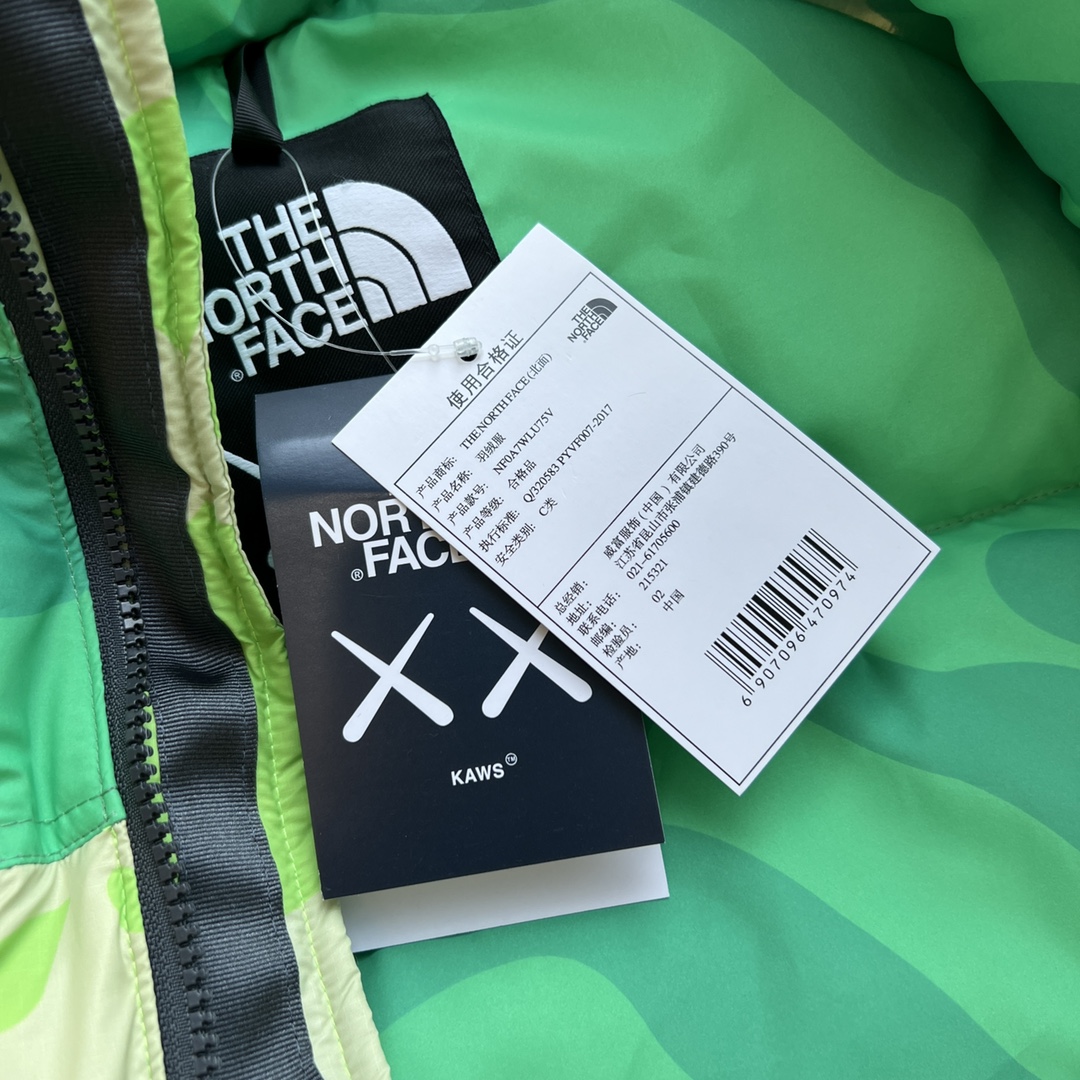 THE
NORTH
FACE
®
NORTH
®FACE
KAWS™
THE
NORTH
FACE
使用合格证
产品商标: THE NORTH FACE (北面)
产品名称: 羽绒服
产品款号: NF0A7WLU75V
产品等级: 合格品
执行标准: Q/320583 PYVF007-2017
安全类别: C类
总经销: 威富服饰(中国)有限公司
地址: 江苏省昆山市张浦镇建德路390号
联系电话: 021-61705600
邮编: 215321
检验员: 02
产地: 中国
6 907096 470974